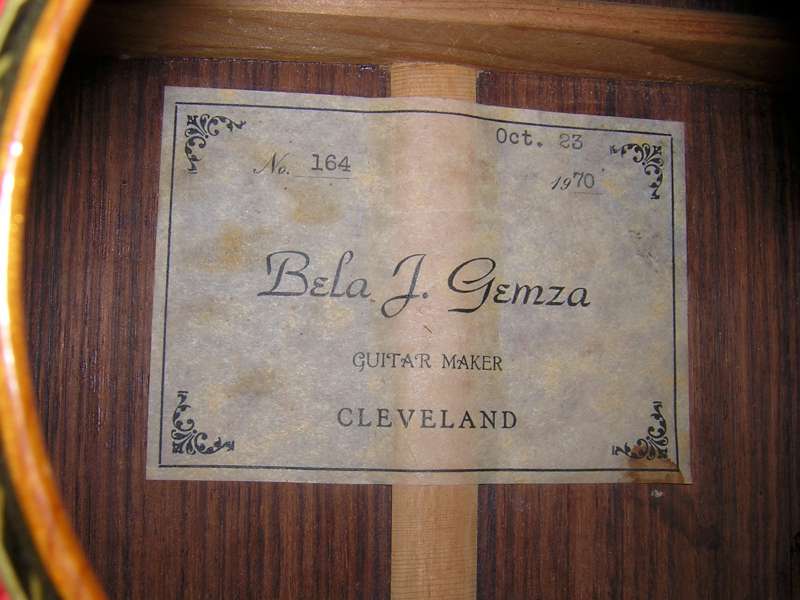 Oct. 23
No. 164
1970
Bela J. Gemza
GUITAR MAKER
CLEVELAND